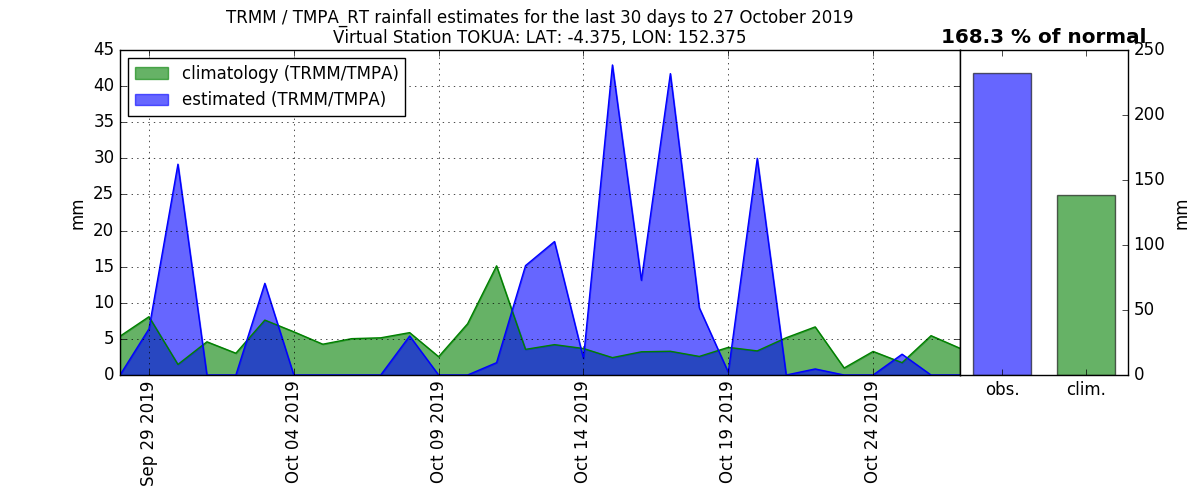 TRMM / TMPA_RT rainfall estimates for the last 30 days to 27 October 2019
Virtual Station TOKUA: LAT: -4.375, LON: 152.375
168.3 % of normal
climatology (TRMM/TMPA)
estimated (TRMM/TMPA)
mm
45
40
35
30
25
20
15
10
5
0
Sep 29 2019
Oct 04 2019
Oct 09 2019
Oct 14 2019
Oct 19 2019
Oct 24 2019
250
200
150
100
50
0
mm
obs.
clim.